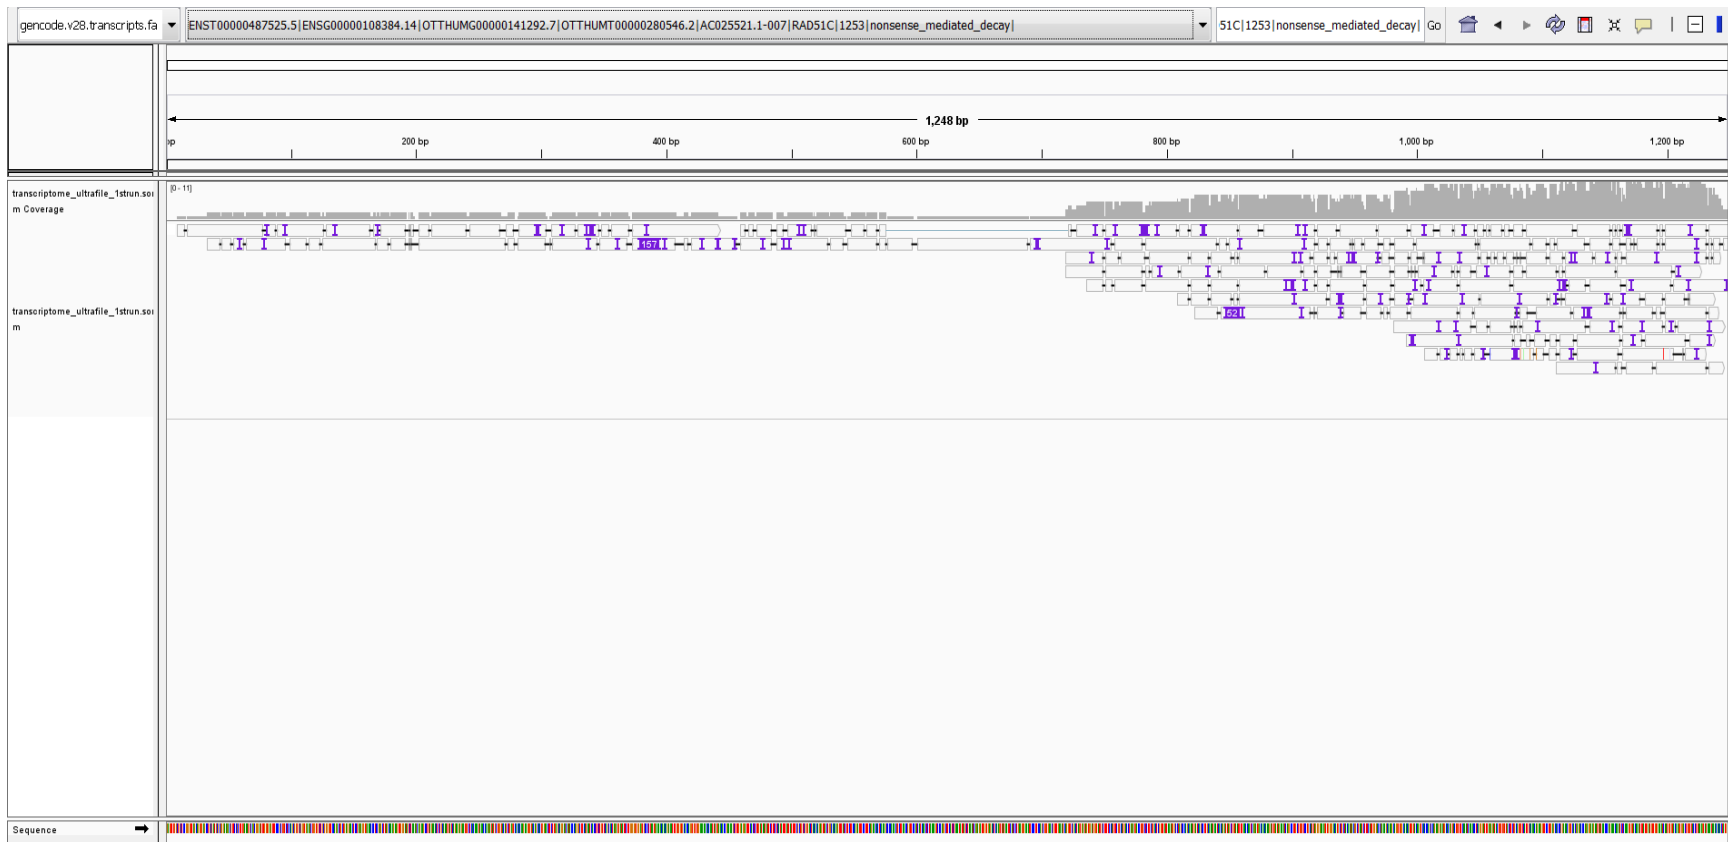 gencode.v28.transcripts.fa ENST00000487525.5|ENSG00000108384.14|OTTHUMG00000141292.7|OTTHUMT00000280546.2|AC025521.1-007|RAD51C|1253|nonsense_mediated_decay| 51C|1253|nonsense_mediated_decay| Go
1,248 bp
bp 200 bp 400 bp 600 bp 800 bp 1,000 bp 1,200 bp
transcriptome_ultrafile_1strun.sor
m Coverage
[0 - 11]
157
transcriptome_ultrafile_1strun.sor
m
52
Sequence